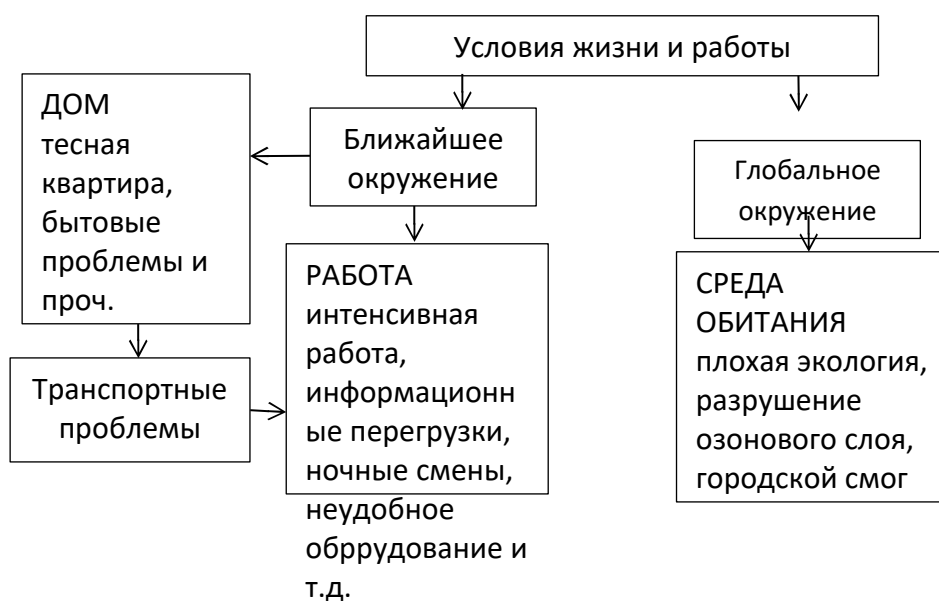 Условия жизни и работы
ДОМ
тесная
квартира,
бытовые
проблемы и
проч.
Ближайшее
окружение
Глобальное
окружение
РАБОТА
интенсивная
работа,
информационн
ые перегрузки,
ночные смены,
неудобное
обррудование и
т.д.
СРЕДА
ОБИТАНИЯ
плохая экология,
разрушение
озонового слоя,
городской смог
Транспортные
проблемы